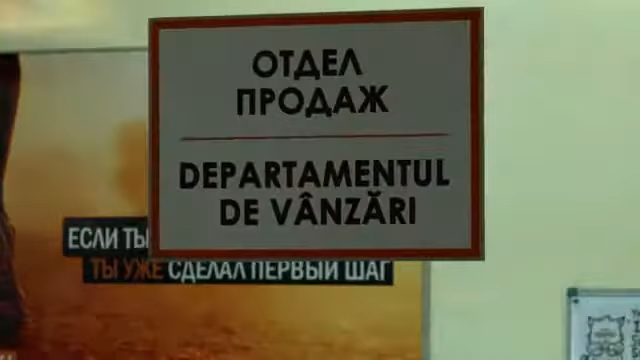 ОТДЕЛ
ПРОДАЖ
DEPARTAMENTUL
DE VÂNZĂRI
ЕСЛИ ТЫ
ТЫ УЖЕ СДЕЛАЛ ПЕРВЫЙ ШАГ